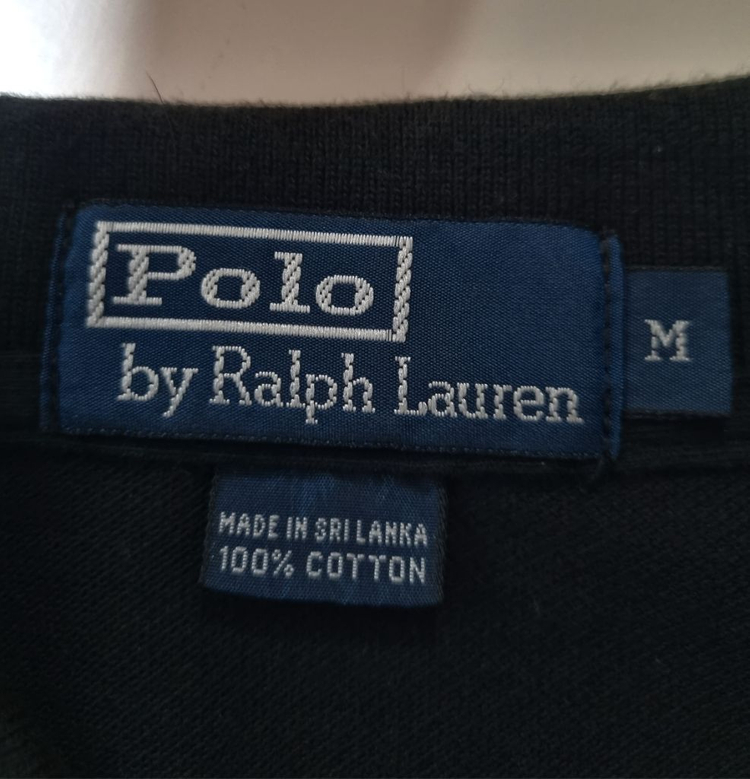 Polo
by Ralph Lauren
M
MADE IN SRI LANKA
100% COTTON